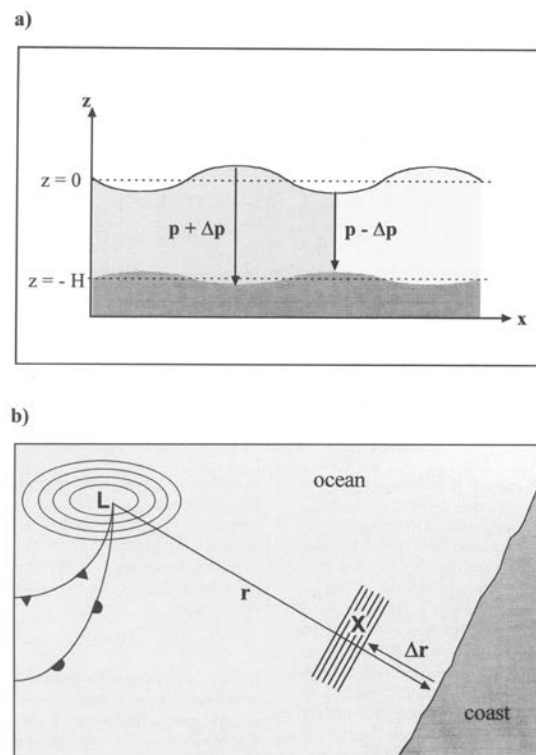 a)
z
z = 0
p + Δp
p - Δp
z = - H
x
b)
ocean
L
r
X
Δr
coast